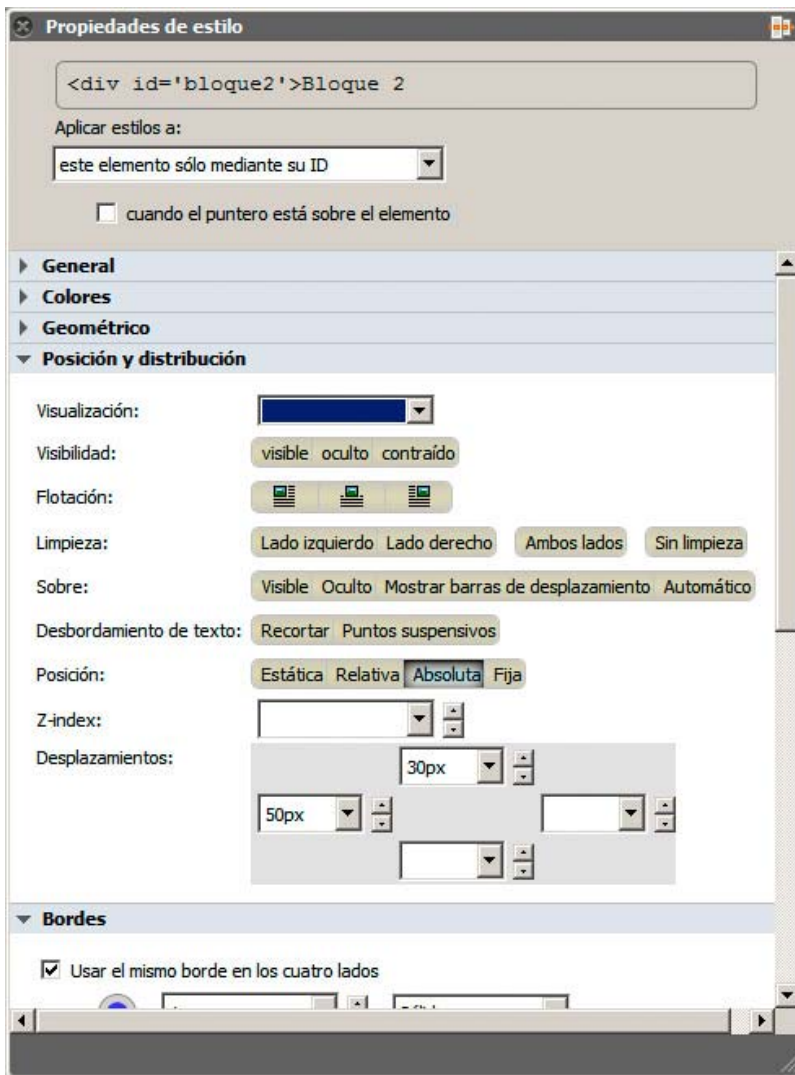 Propiedades de estilo
<div id='bloque2'>Bloque 2
Aplicar estilos a:
este elemento sólo mediante su ID
cuando el puntero está sobre el elemento
General
Colores
Geométrico
Posición y distribución
Visualización:
Visibilidad: visible oculto contraído
Flotación:
Limpieza: Lado izquierdo Lado derecho Ambos lados Sin limpieza
Sobre: Visible Oculto Mostrar barras de desplazamiento Automático
Desbordamiento de texto: Recortar Puntos suspensivos
Posición: Estática Relativa Absoluta Fija
Z-index:
Desplazamientos:
30px
50px
Bordes
Usar el mismo borde en los cuatro lados